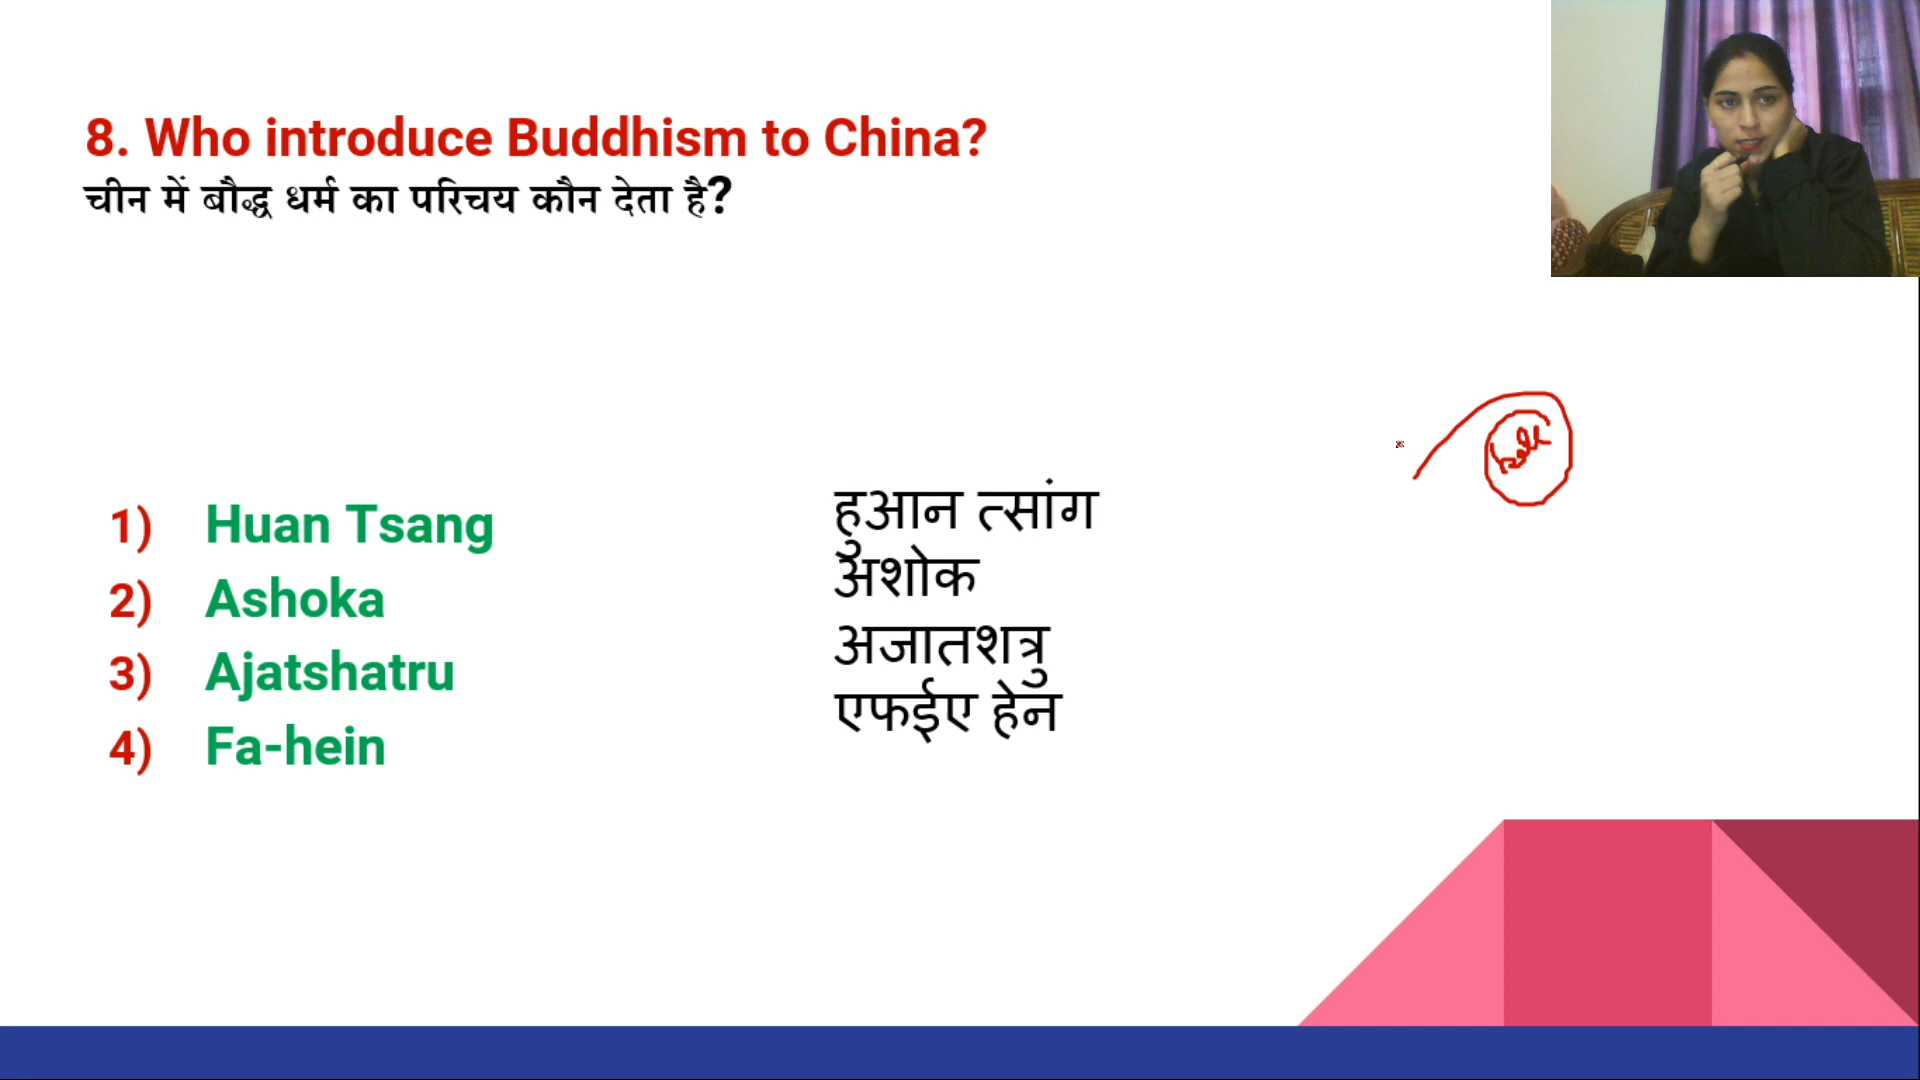 8. Who introduce Buddhism to China?
चीन में बौद्ध धर्म का परिचय कौन देता है?
1) Huan Tsang
2) Ashoka
3) Ajatshatru
4) Fa-hein
हुआन त्सांग
अशोक
अजातशत्रु
एफईए हेन